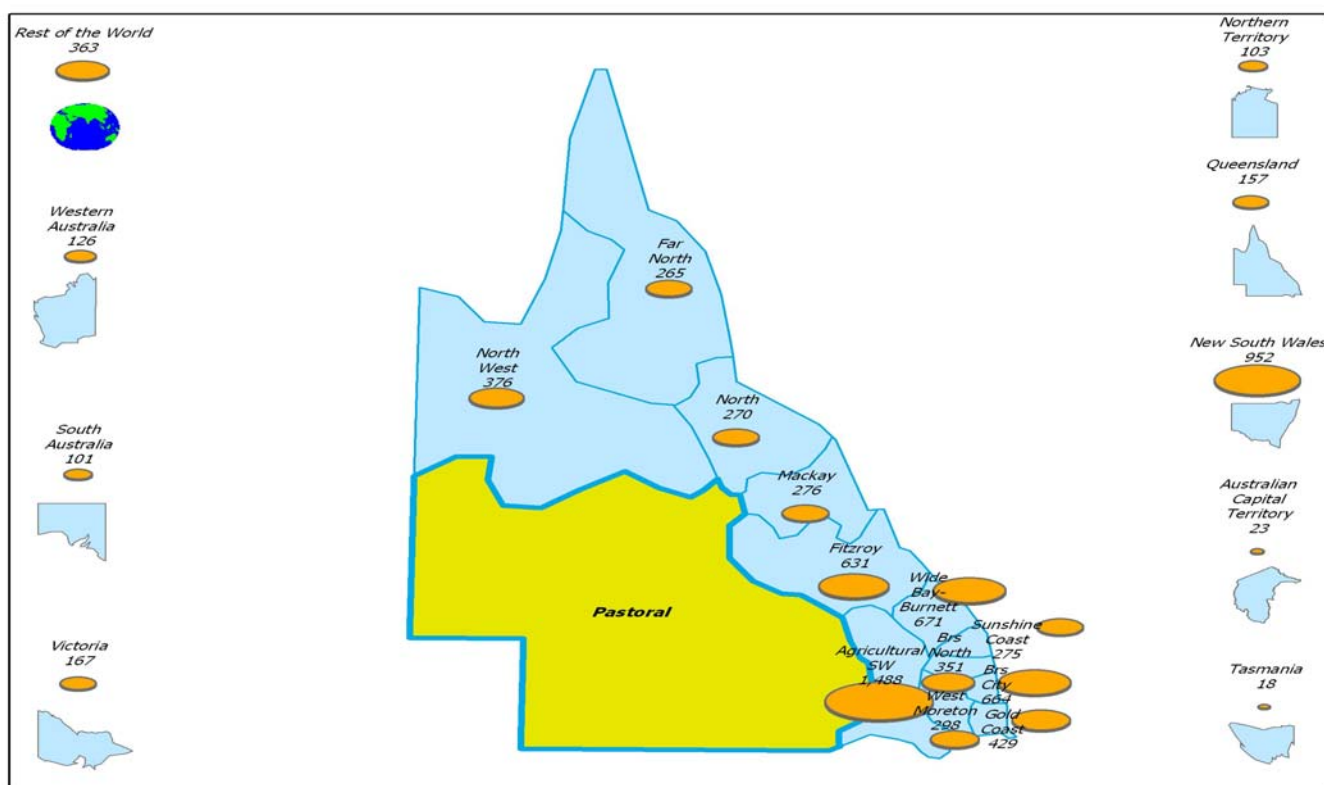 Rest of the World
363
Western
Australia
126
South
Australia
101
Victoria
167
Far
North
265
North
West
376
North
270
Mackay
276
Fitzroy
631
Wide
Bay-
Burnett
671
Sunshine
Coast
275
Brs
North
351
Agricultural
SW
1,488
Brs
City
664
West
Moreton
298
Gold
Coast
429
Pastoral
Northern
Territory
103
Queensland
157
New South Wales
952
Australian
Capital
Territory
23
Tasmania
18